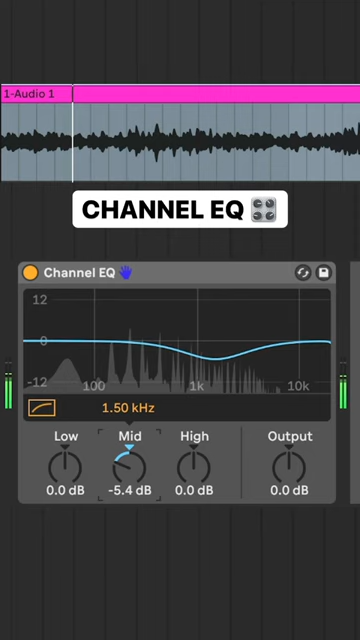 1-Audio 1
CHANNEL EQ 🎛️
Channel EQ
12
0
-12
100
1k
10k
1.50 kHz
Low
Mid
High
Output
0.0 dB
-5.4 dB
0.0 dB
0.0 dB